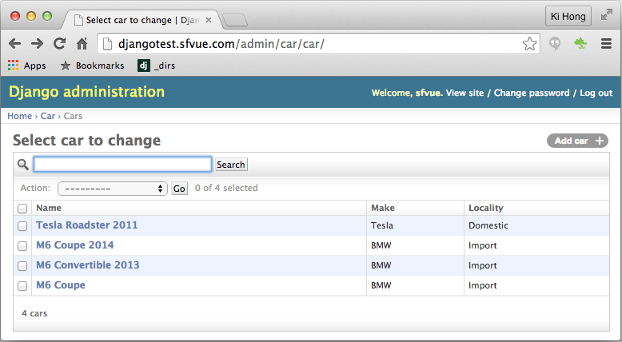 Select car to change | Djan
Ki Hong
djangotest.sfvue.com/admin/car/car/
Apps Bookmarks dj _dirs
Django administration
Welcome, sfvue. View site / Change password / Log out
Home › Car › Cars
Select car to change
Add car +
Search
Action: --------- Go 0 of 4 selected
Name Make Locality
Tesla Roadster 2011 Tesla Domestic
M6 Coupe 2014 BMW Import
M6 Convertible 2013 BMW Import
M6 Coupe BMW Import
4 cars